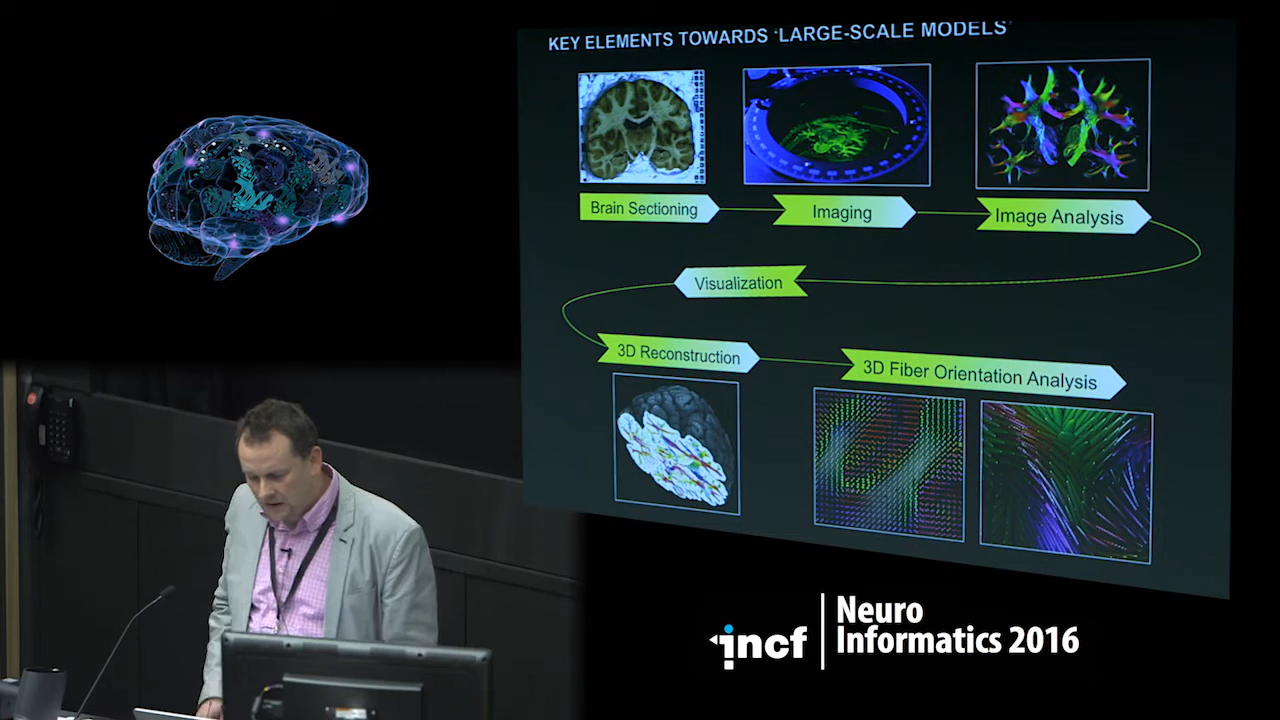 KEY ELEMENTS TOWARDS ‘LARGE-SCALE MODELS’
Brain Sectioning
Imaging
Image Analysis
Visualization
3D Reconstruction
3D Fiber Orientation Analysis
incf
Neuro
Informatics 2016